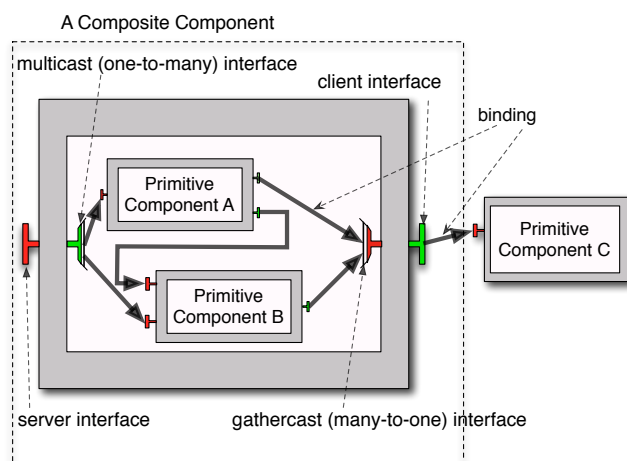 A Composite Component
multicast (one-to-many) interface
client interface
binding
Primitive
Component A
Primitive
Component C
Primitive
Component B
server interface
gathercast (many-to-one) interface